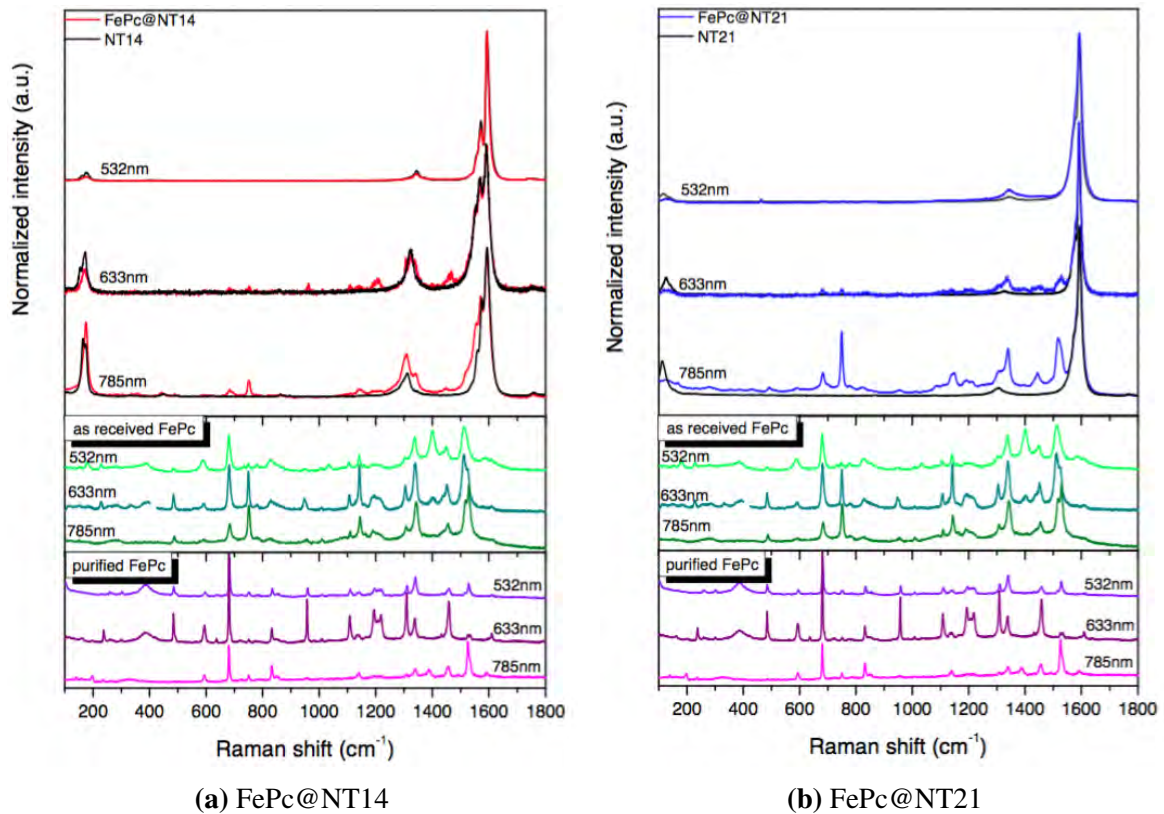 FePc@NT14
NT14
Normalized intensity (a.u.)
532nm
633nm
785nm
as received FePc
532nm
633nm
785nm
purified FePc
532nm
633nm
785nm
200 400 600 800 1000 1200 1400 1600 1800
Raman shift (cm⁻¹)
(a) FePc@NT14
FePc@NT21
NT21
Normalized intensity (a.u.)
532nm
633nm
785nm
as received FePc
532nm
633nm
785nm
purified FePc
532nm
633nm
785nm
200 400 600 800 1000 1200 1400 1600 1800
Raman shift (cm⁻¹)
(b) FePc@NT21